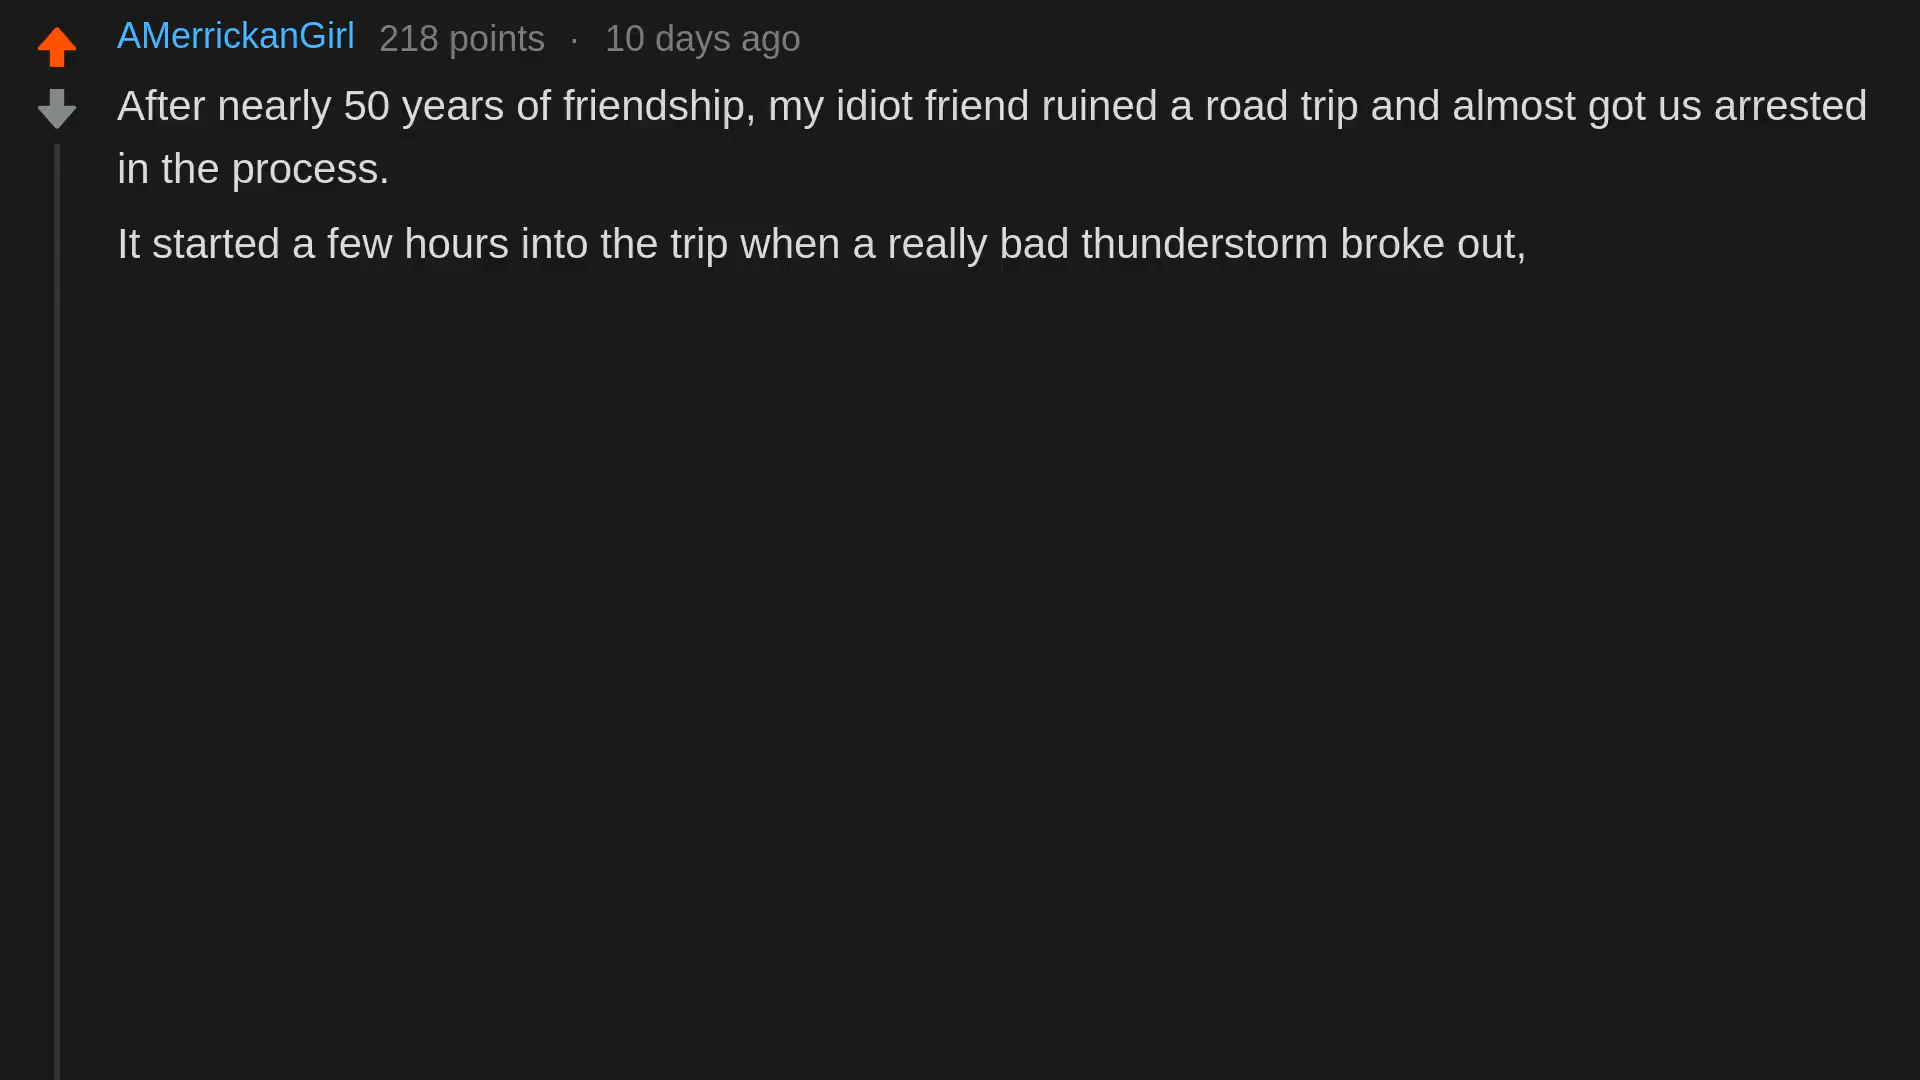 AMerrickanGirl 218 points · 10 days ago
After nearly 50 years of friendship, my idiot friend ruined a road trip and almost got us arrested
in the process.
It started a few hours into the trip when a really bad thunderstorm broke out,